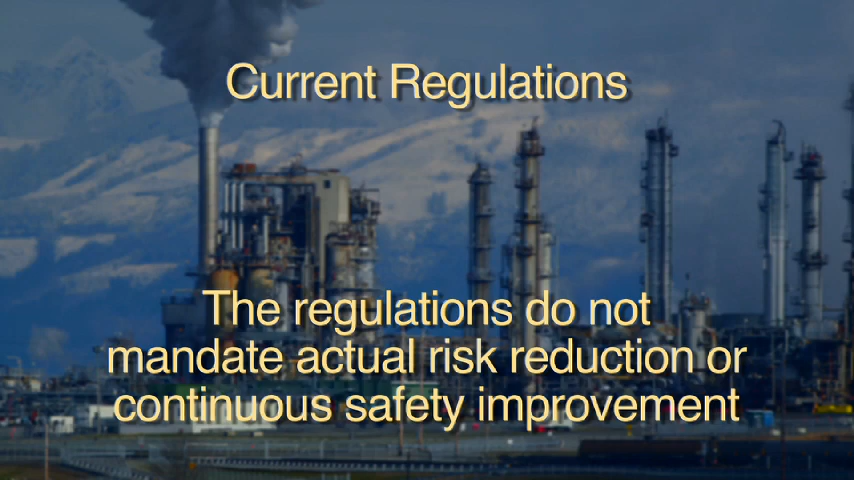 Current Regulations
The regulations do not
mandate actual risk reduction or
continuous safety improvement